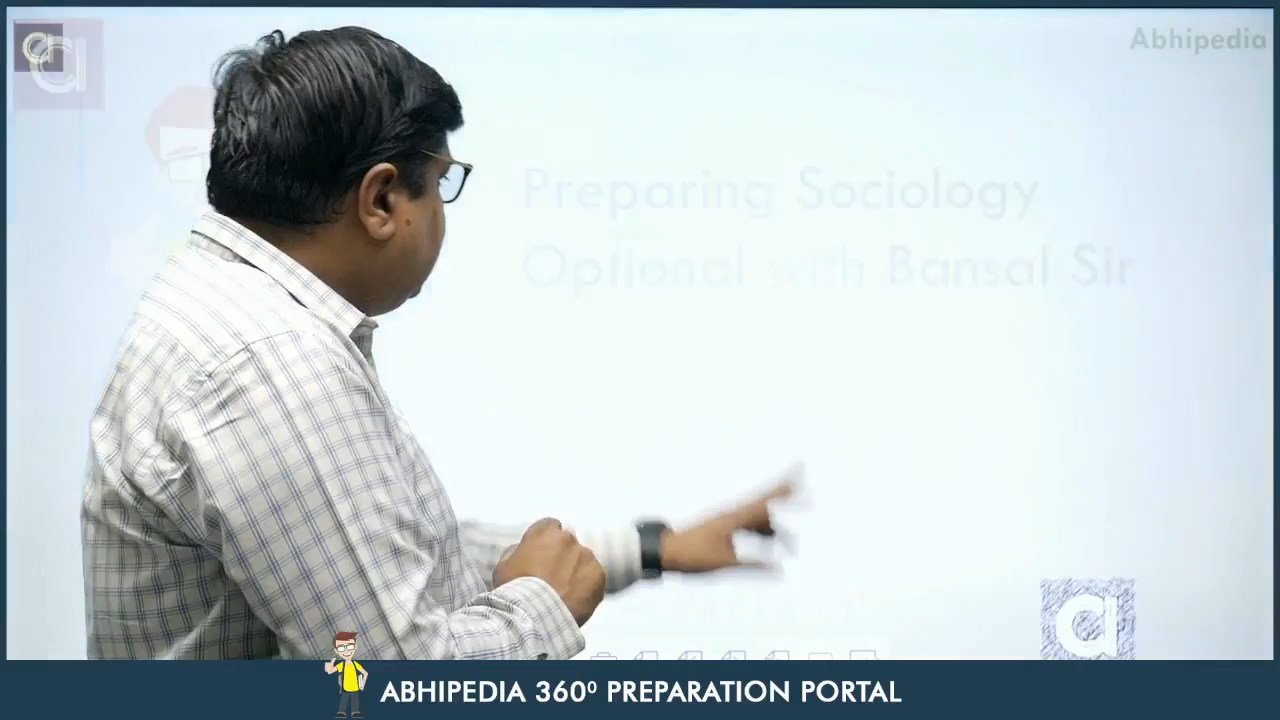 a
Abhipedia
Preparing Sociology
Optional with Bansal Sir
a
ABHIPEDIA 360⁰ PREPARATION PORTAL